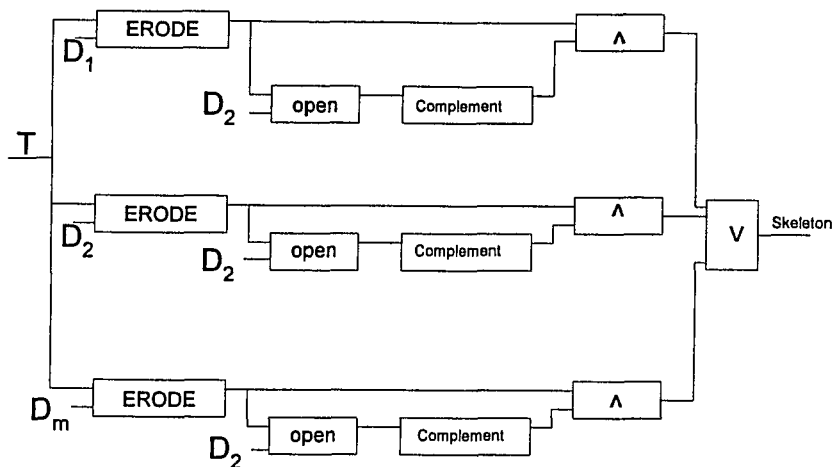 ERODE
D1
open
D2
Complement
∧
T
ERODE
D2
open
D2
Complement
∧
V
Skeleton
ERODE
Dm
open
D2
Complement
∧